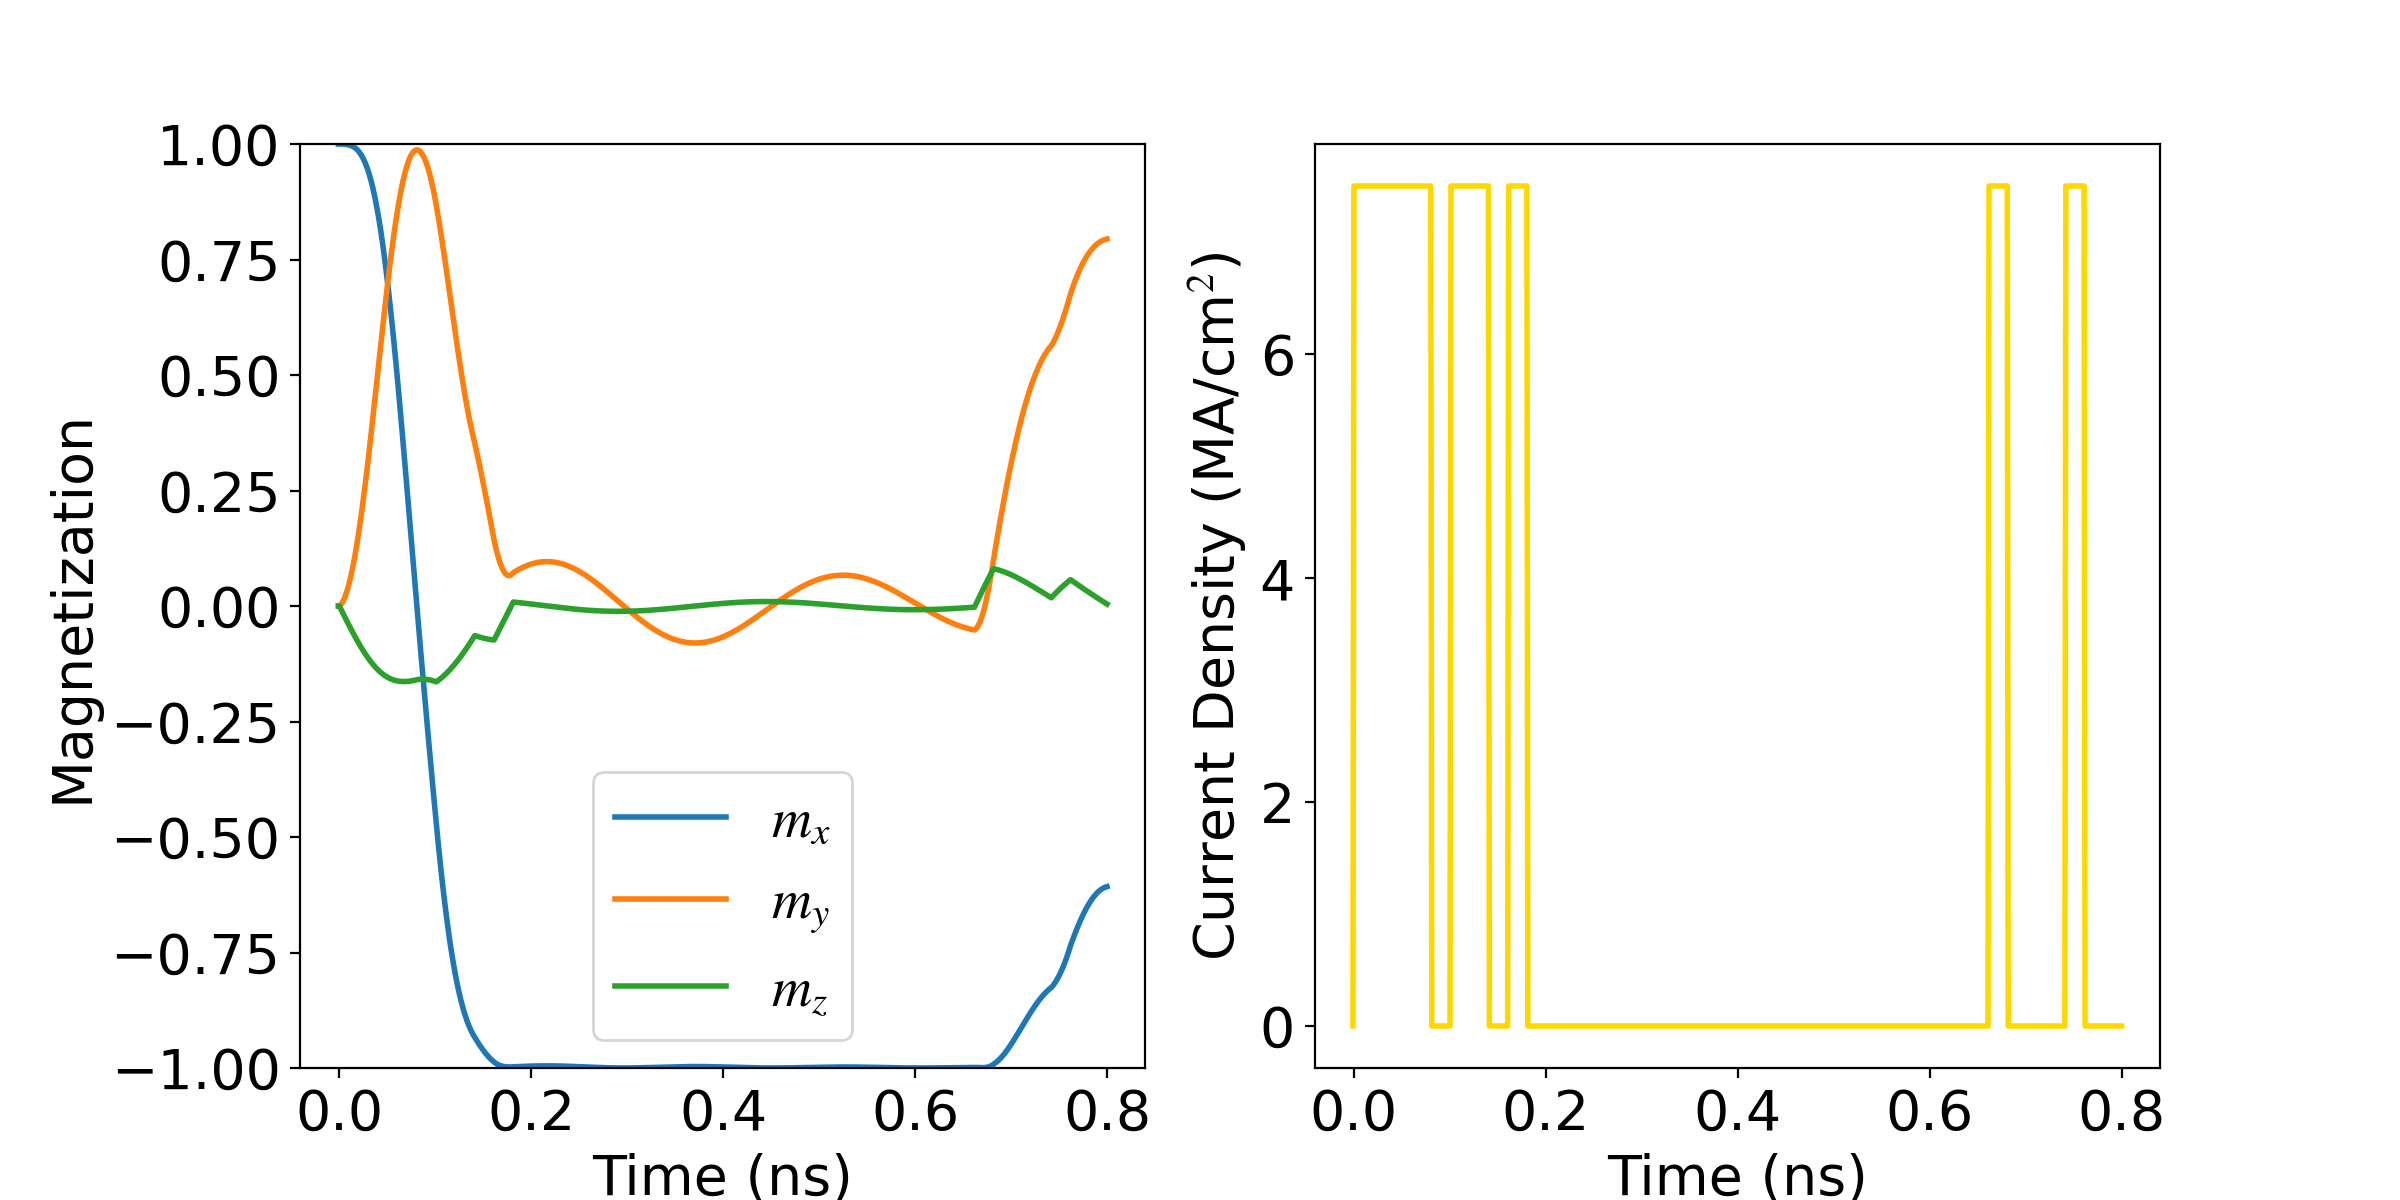 Magnetization
1.00
0.75
0.50
0.25
0.00
−0.25
−0.50
−0.75
−1.00
0.0 0.2 0.4 0.6 0.8
Time (ns)
m_x
m_y
m_z
Current Density (MA/cm²)
6
4
2
0
0.0 0.2 0.4 0.6 0.8
Time (ns)